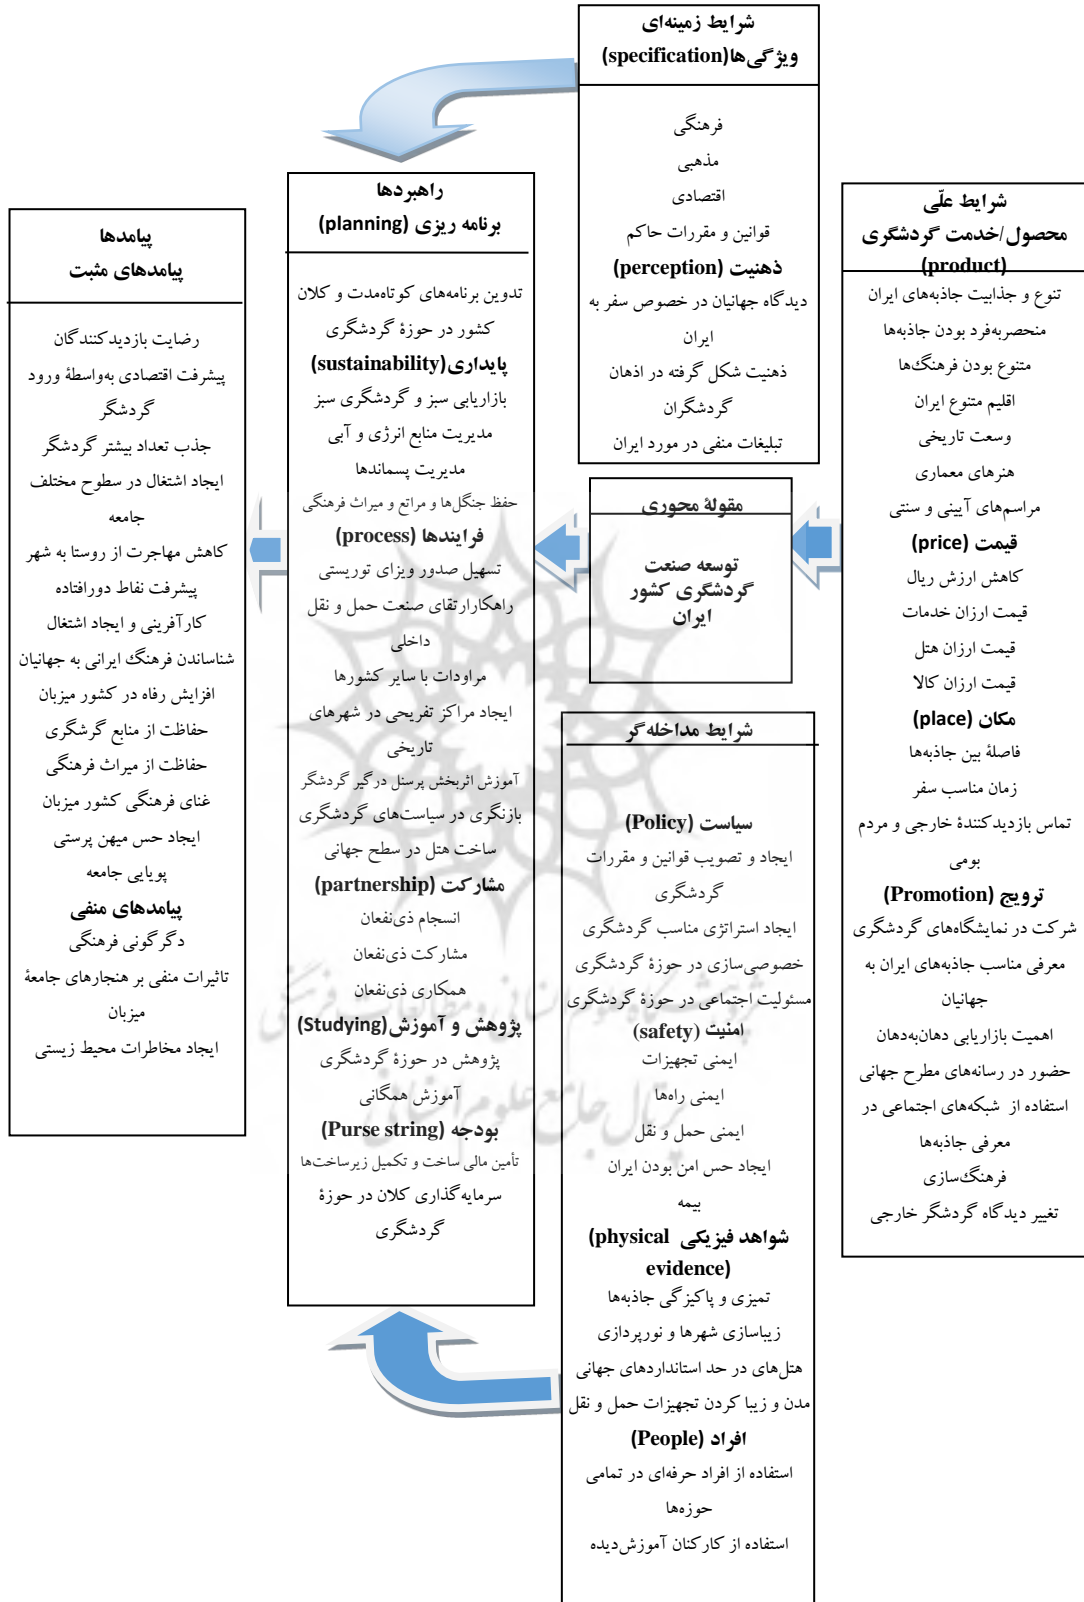 شرایط زمینه‌ای
ویژگی‌ها(specification)
فرهنگی
مذهبی
اقتصادی
قوانین و مقررات حاکم
ذهنیت (perception)
دیدگاه جهانیان در خصوص سفر به
ایران
ذهنیت شکل گرفته در اذهان
گردشگران
تبلیغات منفی در مورد ایران
شرایط علّی
محصول/خدمت گردشگری
(product)
تنوع و جذابیت جاذبه‌های ایران
منحصربه‌فرد بودن جاذبه‌ها
متنوع بودن فرهنگ‌ها
اقلیم متنوع ایران
وسعت تاریخی
هنرهای معماری
مراسم‌های آیینی و سنتی
قیمت (price)
کاهش ارزش ریال
قیمت ارزان خدمات
قیمت ارزان هتل
قیمت ارزان کالا
مکان (place)
فاصلهٔ بین جاذبه‌ها
زمان مناسب سفر
تماس بازدیدکنندهٔ خارجی و مردم
بومی
ترویج (Promotion)
شرکت در نمایشگاه‌های گردشگری
معرفی مناسب جاذبه‌های ایران به
جهانیان
اهمیت بازاریابی دهان‌به‌دهان
حضور در رسانه‌های مطرح جهانی
استفاده از شبکه‌های اجتماعی در
معرفی جاذبه‌ها
فرهنگ‌سازی
تغییر دیدگاه گردشگر خارجی
مقولهٔ محوری
توسعه صنعت
گردشگری کشور
ایران
شرایط مداخله‌گر
سیاست (Policy)
ایجاد و تصویب قوانین و مقررات
گردشگری
ایجاد استراتژی مناسب گردشگری
خصوصی‌سازی در حوزهٔ گردشگری
مسئولیت اجتماعی در حوزهٔ گردشگری
امنیت (safety)
ایمنی تجهیزات
ایمنی راه‌ها
ایمنی حمل و نقل
ایجاد حس امن بودن ایران
بیمه
شواهد فیزیکی (physical
evidence)
تمیزی و پاکیزگی جاذبه‌ها
زیباسازی شهرها و نورپردازی
هتل‌های در حد استانداردهای جهانی
مدن و زیبا کردن تجهیزات حمل و نقل
افراد (People)
استفاده از افراد حرفه‌ای در تمامی
حوزه‌ها
استفاده از کارکنان آموزش‌دیده
راهبردها
برنامه ریزی (planning)
تدوین برنامه‌های کوتاه‌مدت و کلان
کشور در حوزهٔ گردشگری
پایداری(sustainability)
بازاریابی سبز و گردشگری سبز
مدیریت منابع انرژی و آبی
مدیریت پسماندها
حفظ جنگل‌ها و مراتع و میراث فرهنگی
فرایندها (process)
تسهیل صدور ویزای توریستی
راهکارارتقای صنعت حمل و نقل
داخلی
مراودات با سایر کشورها
ایجاد مراکز تفریحی در شهرهای
تاریخی
آموزش اثربخش پرسنل درگیر گردشگر
بازنگری در سیاست‌های گردشگری
ساخت هتل در سطح جهانی
مشارکت (partnership)
انسجام ذی‌نفعان
مشارکت ذی‌نفعان
همکاری ذی‌نفعان
پژوهش و آموزش(Studying)
پژوهش در حوزهٔ گردشگری
آموزش همگانی
بودجه (Purse string)
تأمین مالی ساخت و تکمیل زیرساخت‌ها
سرمایه‌گذاری کلان در حوزهٔ
گردشگری
پیامدها
پیامدهای مثبت
رضایت بازدیدکنندگان
پیشرفت اقتصادی به‌واسطهٔ ورود
گردشگر
جذب تعداد بیشتر گردشگر
ایجاد اشتغال در سطوح مختلف
جامعه
کاهش مهاجرت از روستا به شهر
پیشرفت نقاط دورافتاده
کارآفرینی و ایجاد اشتغال
شناساندن فرهنگ ایرانی به جهانیان
افزایش رفاه در کشور میزبان
حفاظت از منابع گرشگری
حفاظت از میراث فرهنگی
غنای فرهنگی کشور میزبان
ایجاد حس میهن پرستی
پویایی جامعه
پیامدهای منفی
دگرگونی فرهنگی
تاثیرات منفی بر هنجارهای جامعهٔ
میزبان
ایجاد مخاطرات محیط زیستی
پژوهشگاه علوم انسانی و مطالعات فرهنگی
پرتال جامع علوم انسانی